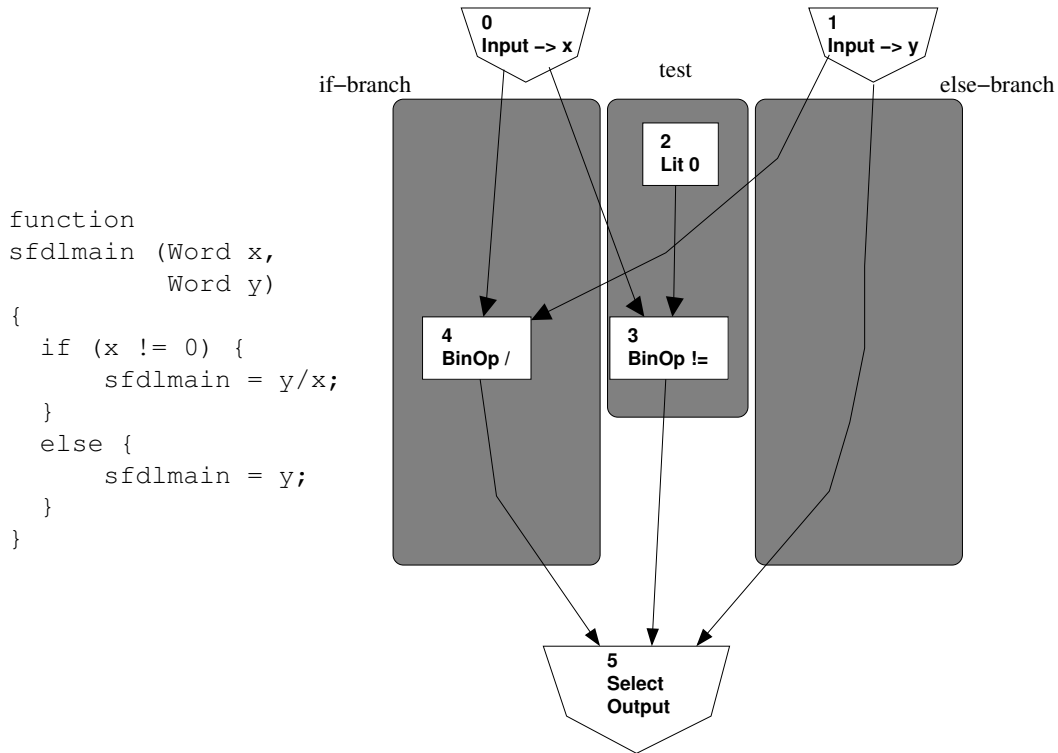 function
sfdlmain (Word x,
Word y)
{
if (x != 0) {
sfdlmain = y/x;
}
else {
sfdlmain = y;
}
}
0
Input −> x
1
Input −> y
if−branch
test
else−branch
2
Lit 0
4
BinOp /
3
BinOp !=
5
Select
Output